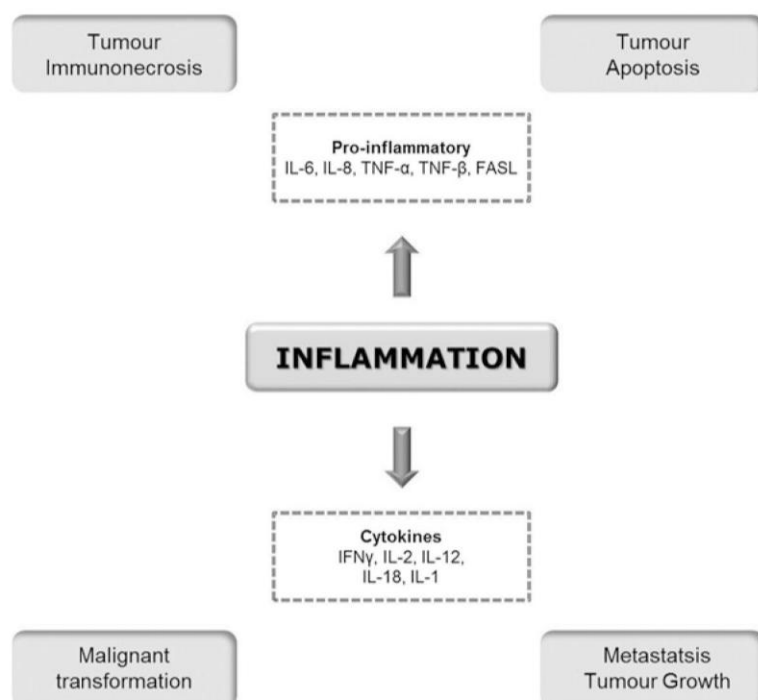 Tumour
Immunonecrosis
Tumour
Apoptosis
Pro-inflammatory
IL-6, IL-8, TNF-α, TNF-β, FASL
INFLAMMATION
Cytokines
IFNγ, IL-2, IL-12,
IL-18, IL-1
Malignant
transformation
Metastatsis
Tumour Growth